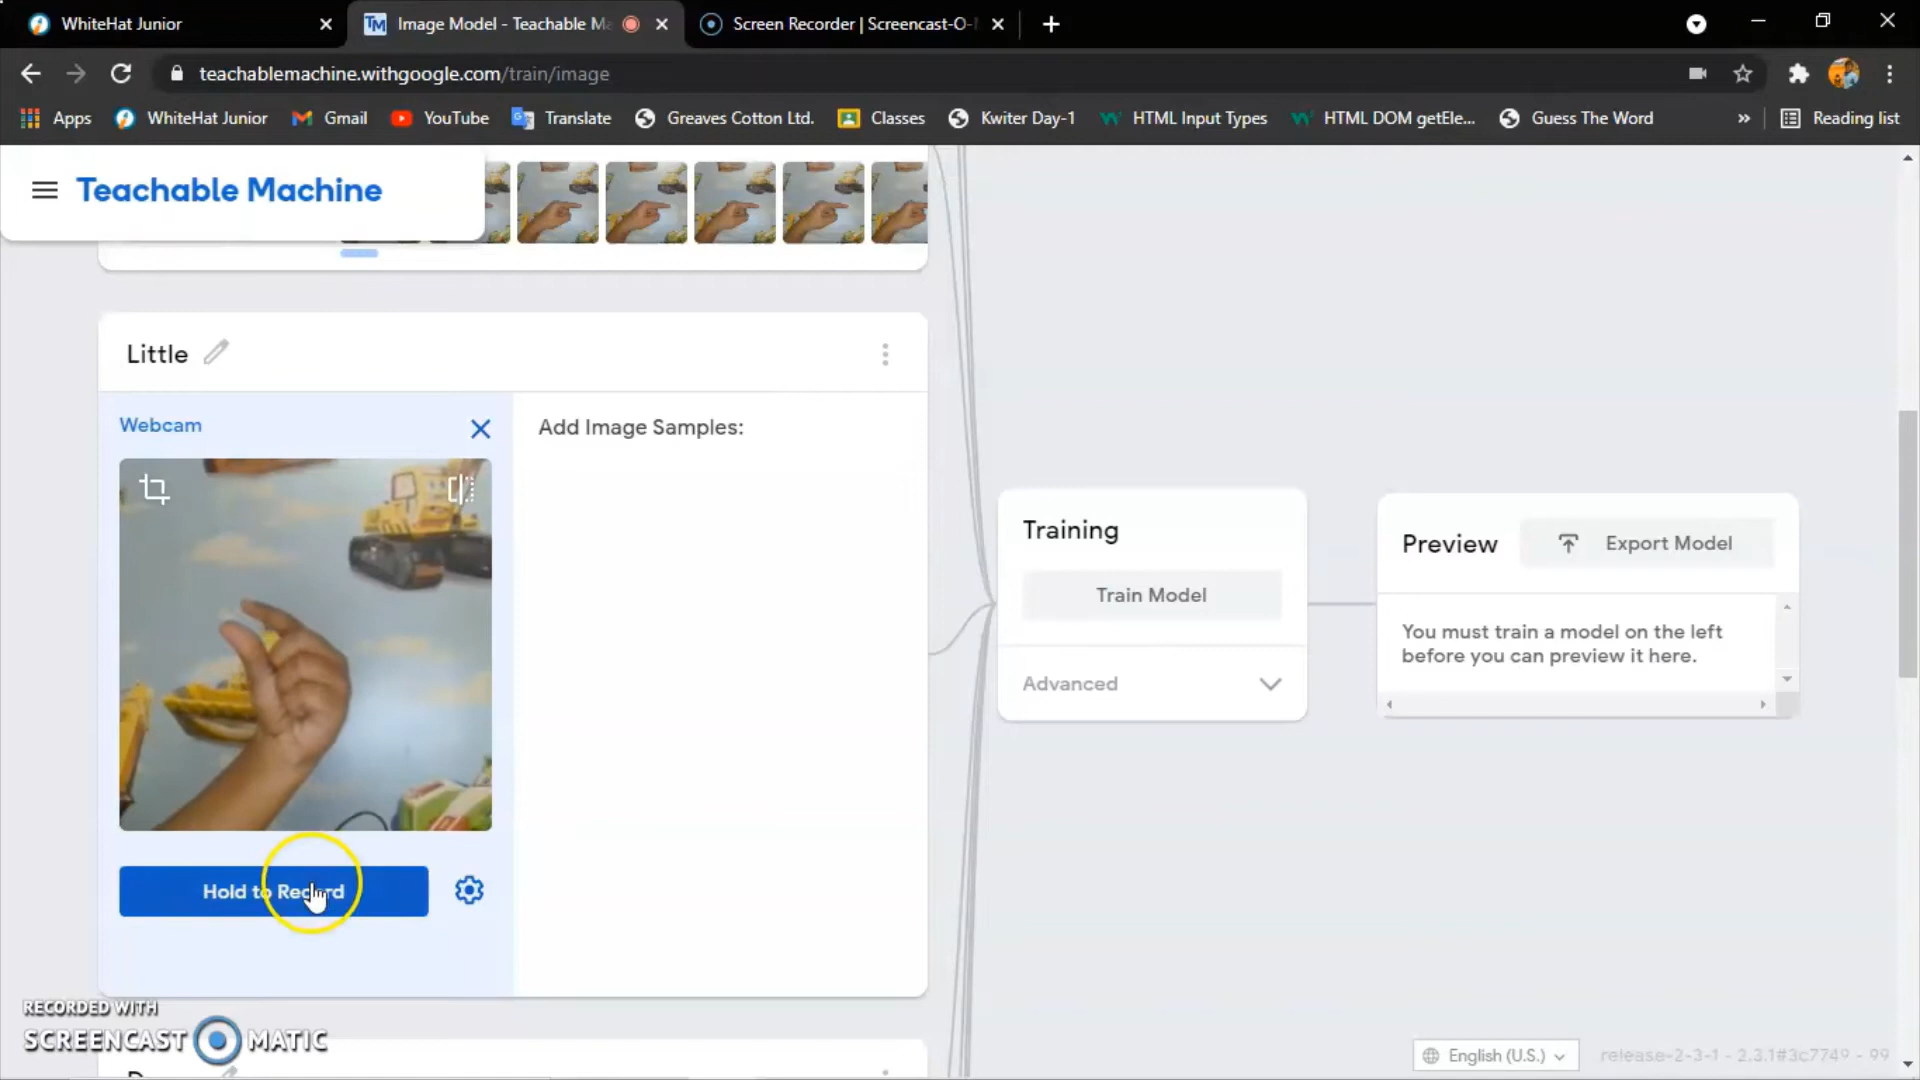 WhiteHat Junior
Image Model - Teachable Ma
Screen Recorder | Screencast-O-
teachablemachine.withgoogle.com/train/image
Apps
WhiteHat Junior
Gmail
YouTube
Translate
Greaves Cotton Ltd.
Classes
Kwiter Day-1
HTML Input Types
HTML DOM getEle...
Guess The Word
»
Reading list
Teachable Machine
Little
Webcam
Add Image Samples:
Hold to Record
Training
Train Model
Advanced
Preview
Export Model
You must train a model on the left
before you can preview it here.
RECORDED WITH
SCREENCAST MATIC
English (U.S.)
release-2-3-1 - 2.3.1#3c7749 - 99